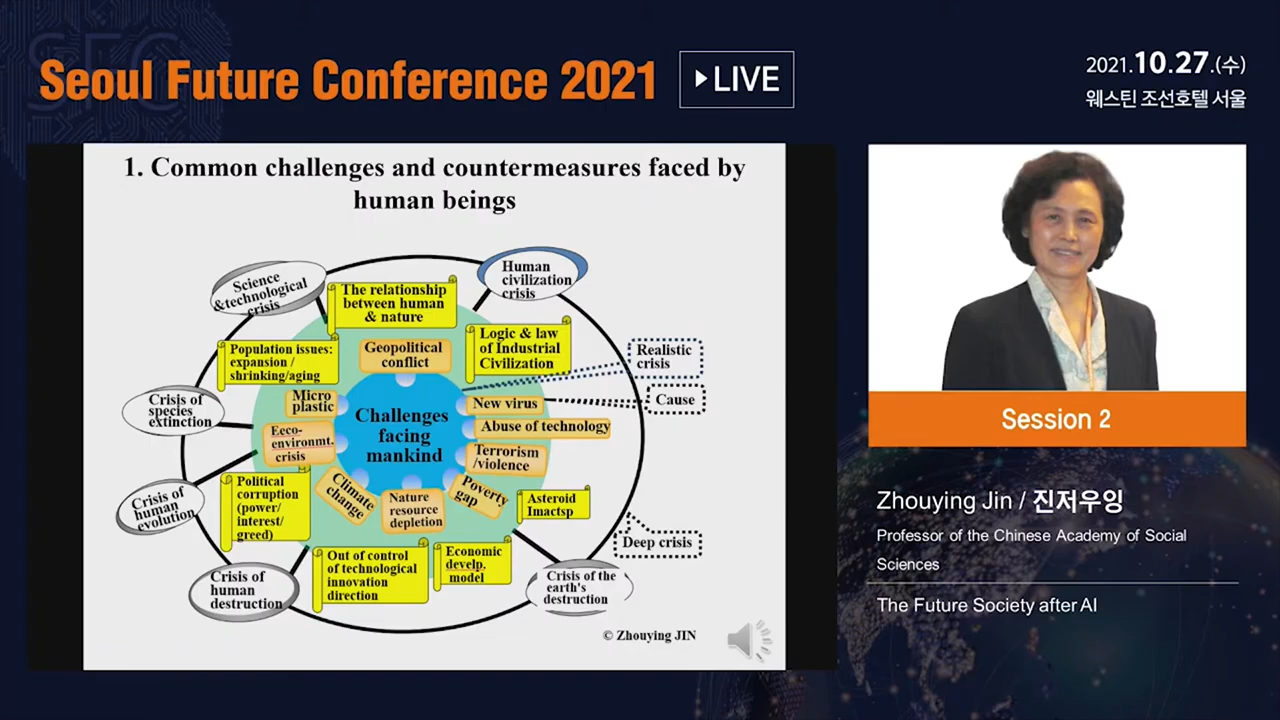 Seoul Future Conference 2021
LIVE
2021.10.27.(수)
웨스틴 조선호텔 서울
1. Common challenges and countermeasures faced by
human beings
Science
&technological
crisis
The relationship
between human
& nature
Human
civilization
crisis
Population issues:
expansion /
shrinking/aging
Geopolitical
conflict
Logic & law
of Industrial
Civilization
Realistic
crisis
Crisis of
species
extinction
Micro
plastic
Challenges
facing
mankind
New virus
Cause
Abuse of technology
Eeco-
environmt.
crisis
Terrorism
/violence
Crisis of
human
evolution
Political
corruption
(power/
interest/
greed)
Climate
change
Nature
resource
depletion
Poverty
gap
Asteroid
Imactsp
Deep crisis
Crisis of
human
destruction
Out of control
of technological
innovation
direction
Economic
develp.
model
Crisis of the
earth's
destruction
© Zhouying JIN
Session 2
Zhouying Jin / 진저우잉
Professor of the Chinese Academy of Social
Sciences
The Future Society after AI
SFC